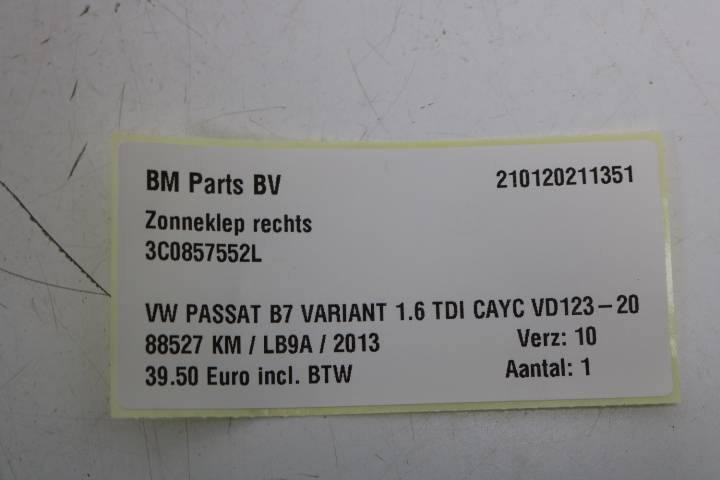 BM Parts BV 210120211351
Zonneklep rechts
3C0857552L
VW PASSAT B7 VARIANT 1.6 TDI CAYC VD123-20
88527 KM / LB9A / 2013 Verz: 10
39.50 Euro incl. BTW Aantal: 1